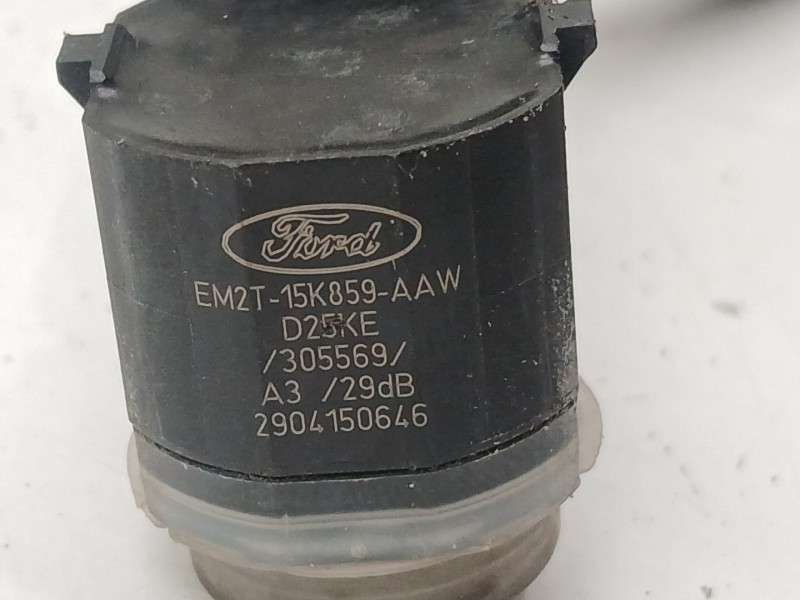 Ford
EM2T-15K859-AAW
D25KE
/305569/
A3 /29dB
2904150646